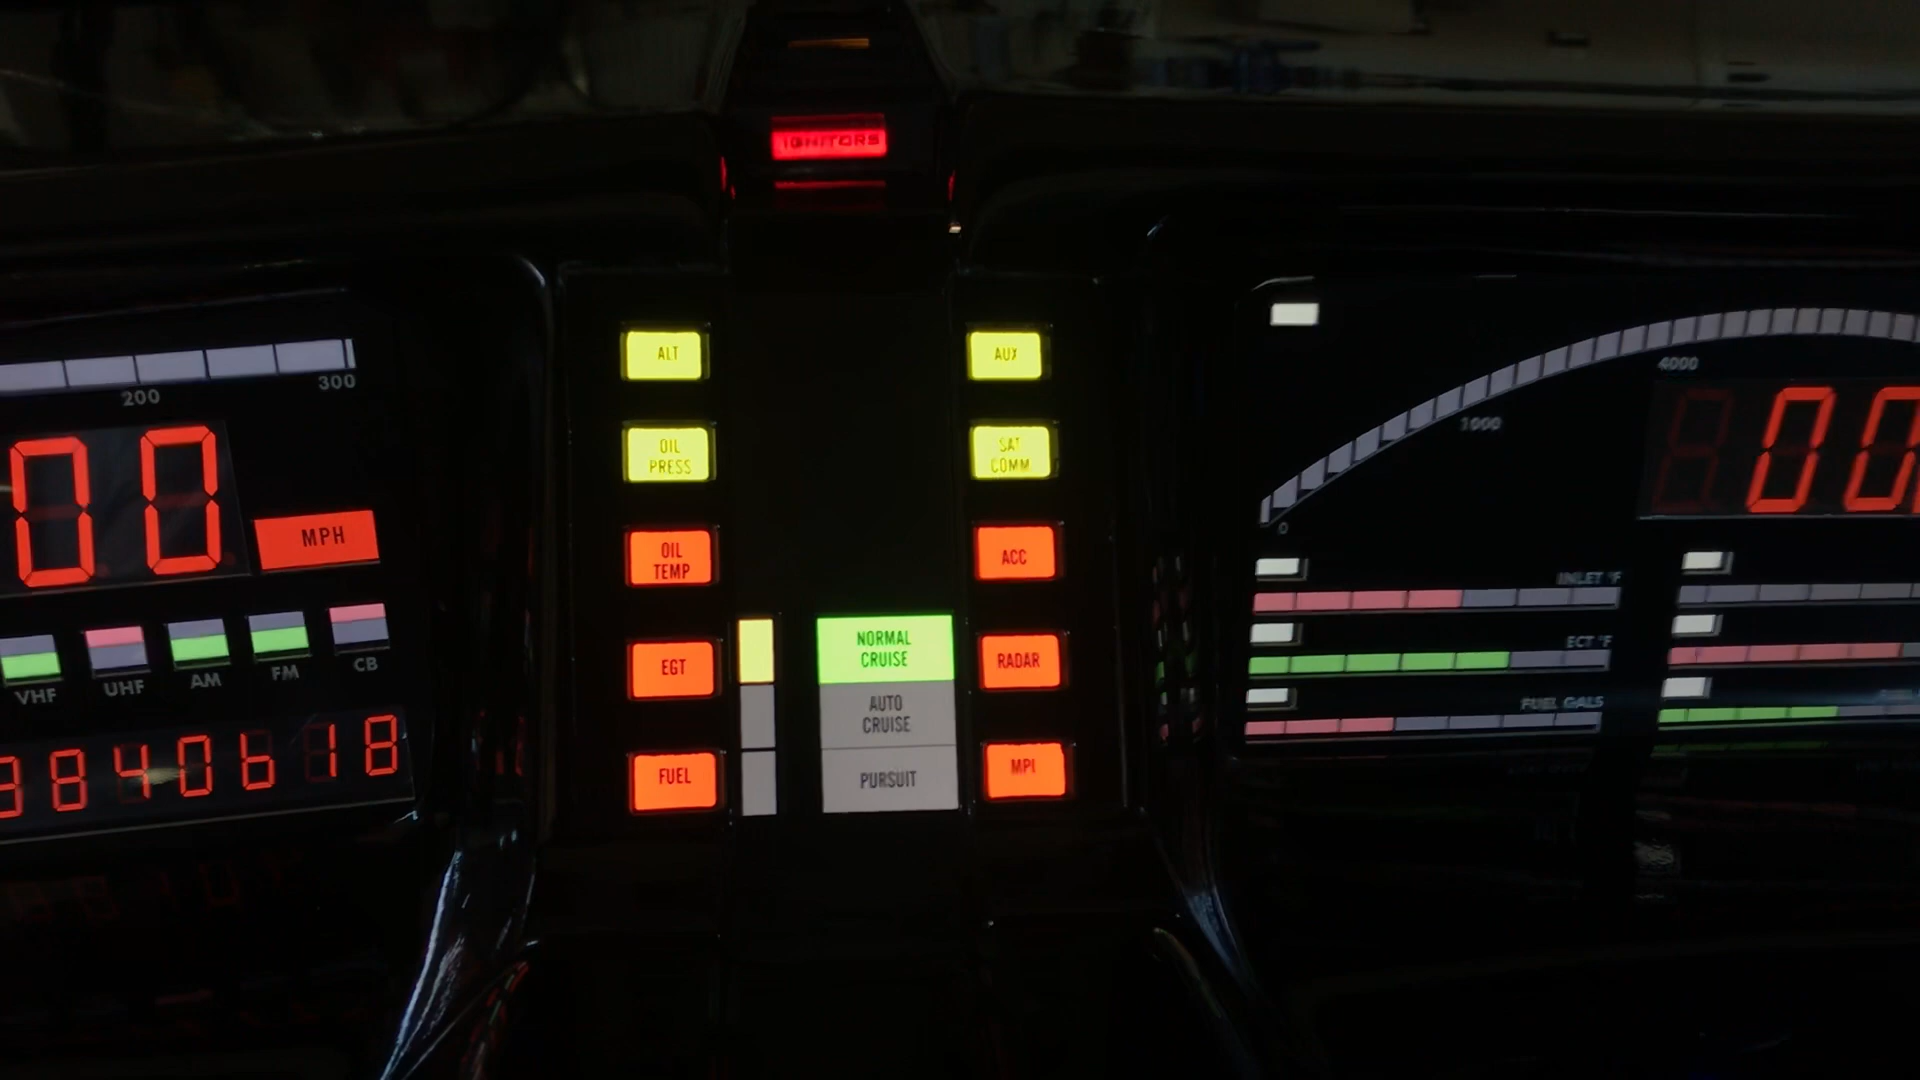 IGNITORS
200
300
00
MPH
VHF
UHF
AM
FM
CB
ALT
OIL
PRESS
OIL
TEMP
EGT
FUEL
NORMAL
CRUISE
AUTO
CRUISE
PURSUIT
AUX
SAT
COMM
ACC
RADAR
MPI
0
1000
4000
00
INLET °F
ECT °F
FUEL GALS